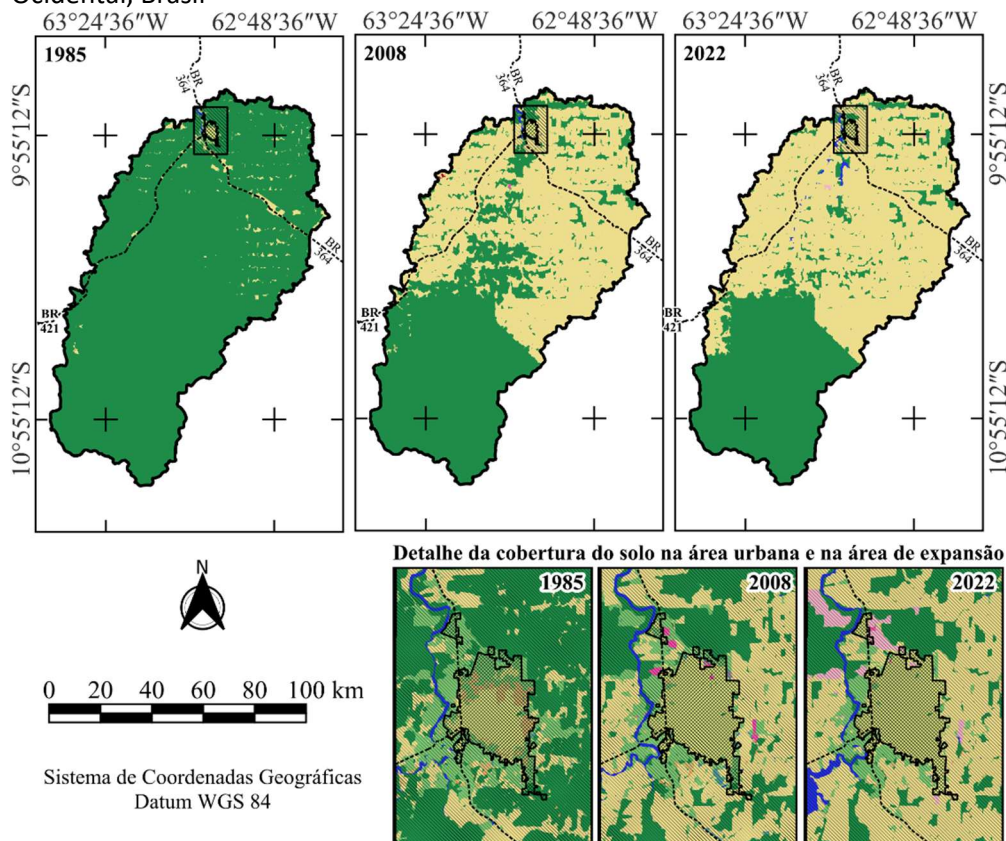 Ocidental, Brasil
63°24′36″W 62°48′36″W 63°24′36″W 62°48′36″W 63°24′36″W 62°48′36″W
1985
2008
2022
BR
364
BR
364
BR
364
9°55′12″S
9°55′12″S
BR
364
BR
364
BR
364
BR
421
BR
421
BR
421
10°55′12″S
10°55′12″S
Detalhe da cobertura do solo na área urbana e na área de expansão
1985
2008
2022
N
0 20 40 60 80 100 km
Sistema de Coordenadas Geográficas
Datum WGS 84